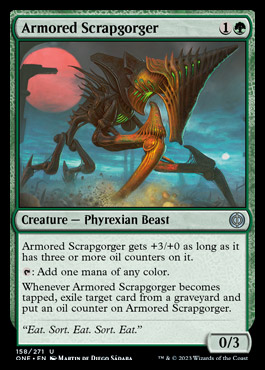 Armored Scrapgorger 1
Creature — Phyrexian Beast
Armored Scrapgorger gets +3/+0 as long as it
has three or more oil counters on it.
: Add one mana of any color.
Whenever Armored Scrapgorger becomes
tapped, exile target card from a graveyard and
put an oil counter on Armored Scrapgorger.
“Eat. Sort. Eat. Sort. Eat.”
0/3
158/271 U
ONE • EN Martin de Diego Sádaba
™ & © 2023 Wizards of the Coast